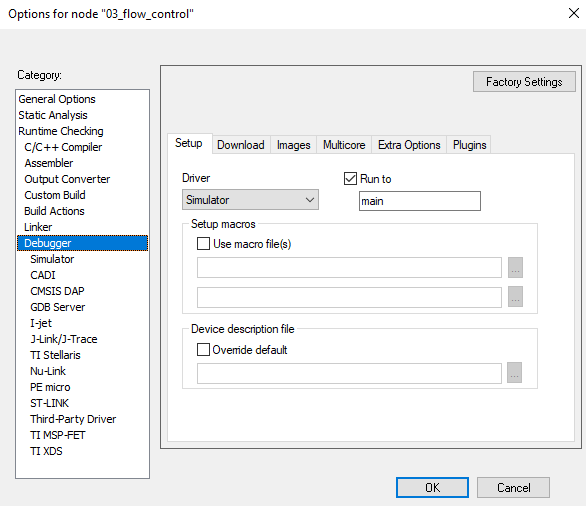 Options for node "03_flow_control"
Category:
Factory Settings
General Options
Static Analysis
Runtime Checking
C/C++ Compiler
Assembler
Output Converter
Custom Build
Build Actions
Linker
Debugger
Simulator
CADI
CMSIS DAP
GDB Server
I-jet
J-Link/J-Trace
TI Stellaris
Nu-Link
PE micro
ST-LINK
Third-Party Driver
TI MSP-FET
TI XDS
Setup Download Images Multicore Extra Options Plugins
Driver
Run to
Simulator
main
Setup macros
Use macro file(s)
...
...
Device description file
Override default
...
OK Cancel